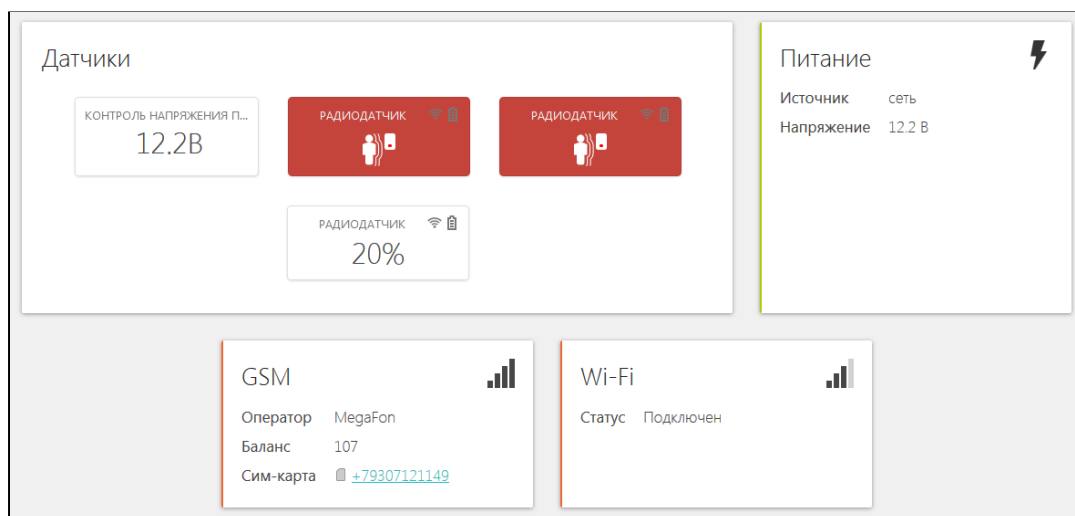 Датчики
КОНТРОЛЬ НАПРЯЖЕНИЯ П...
12.2В
РАДИОДАТЧИК
РАДИОДАТЧИК
РАДИОДАТЧИК
20%
Питание
Источник сеть
Напряжение 12.2 В
GSM
Оператор MegaFon
Баланс 107
Сим-карта +79307121149
Wi-Fi
Статус Подключен